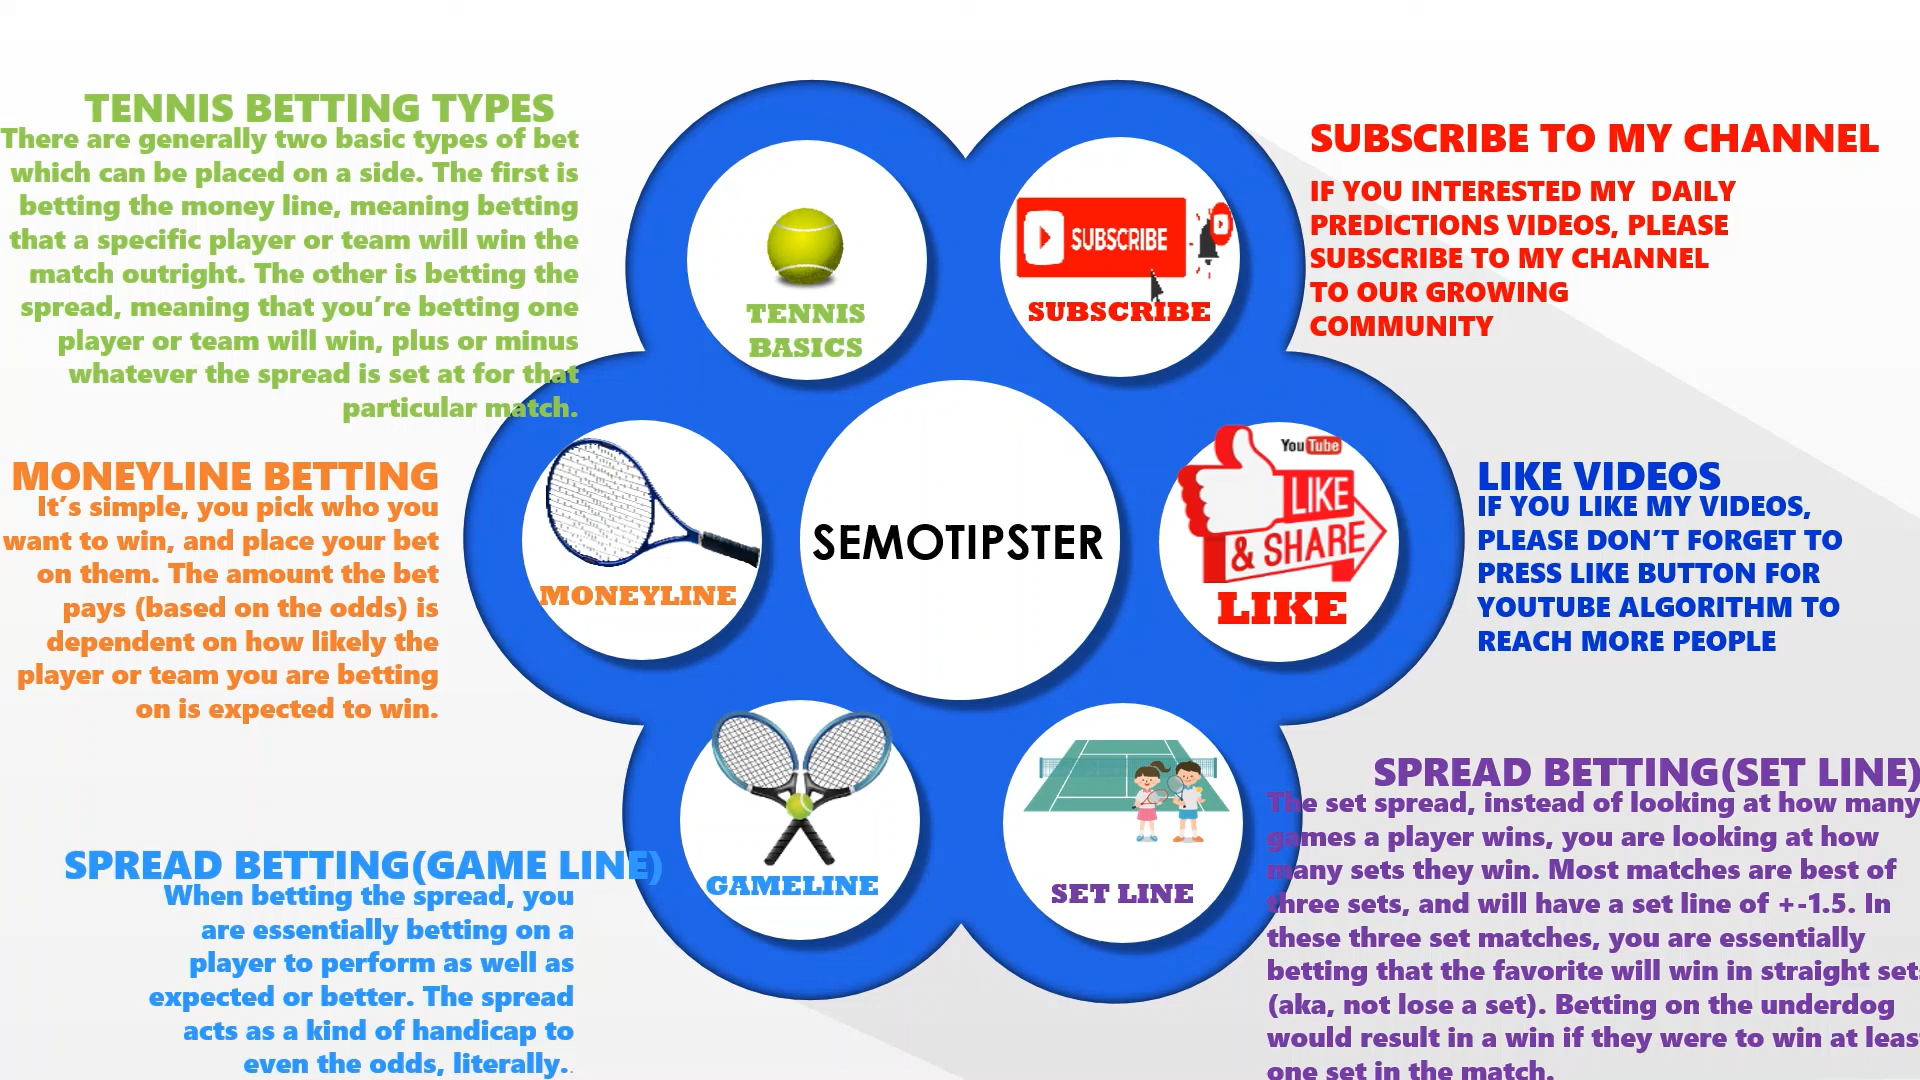 TENNIS BETTING TYPES
There are generally two basic types of bet
which can be placed on a side. The first is
betting the money line, meaning betting
that a specific player or team will win the
match outright. The other is betting the
spread, meaning that you’re betting one
player or team will win, plus or minus
whatever the spread is set at for that
particular match.
MONEYLINE BETTING
It’s simple, you pick who you
want to win, and place your bet
on them. The amount the bet
pays (based on the odds) is
dependent on how likely the
player or team you are betting
on is expected to win.
SPREAD BETTING(GAME LINE)
When betting the spread, you
are essentially betting on a
player to perform as well as
expected or better. The spread
acts as a kind of handicap to
even the odds, literally..
TENNIS
BASICS
SUBSCRIBE
SUBSCRIBE
MONEYLINE
SEMOTIPSTER
YouTube
LIKE
& SHARE
LIKE
GAMELINE
SET LINE
SUBSCRIBE TO MY CHANNEL
IF YOU INTERESTED MY DAILY
PREDICTIONS VIDEOS, PLEASE
SUBSCRIBE TO MY CHANNEL
TO OUR GROWING
COMMUNITY
LIKE VIDEOS
IF YOU LIKE MY VIDEOS,
PLEASE DON’T FORGET TO
PRESS LIKE BUTTON FOR
YOUTUBE ALGORITHM TO
REACH MORE PEOPLE
SPREAD BETTING(SET LINE)
The set spread, instead of looking at how many
games a player wins, you are looking at how
many sets they win. Most matches are best of
three sets, and will have a set line of +-1.5. In
these three set matches, you are essentially
betting that the favorite will win in straight sets
(aka, not lose a set). Betting on the underdog
would result in a win if they were to win at least
one set in the match.